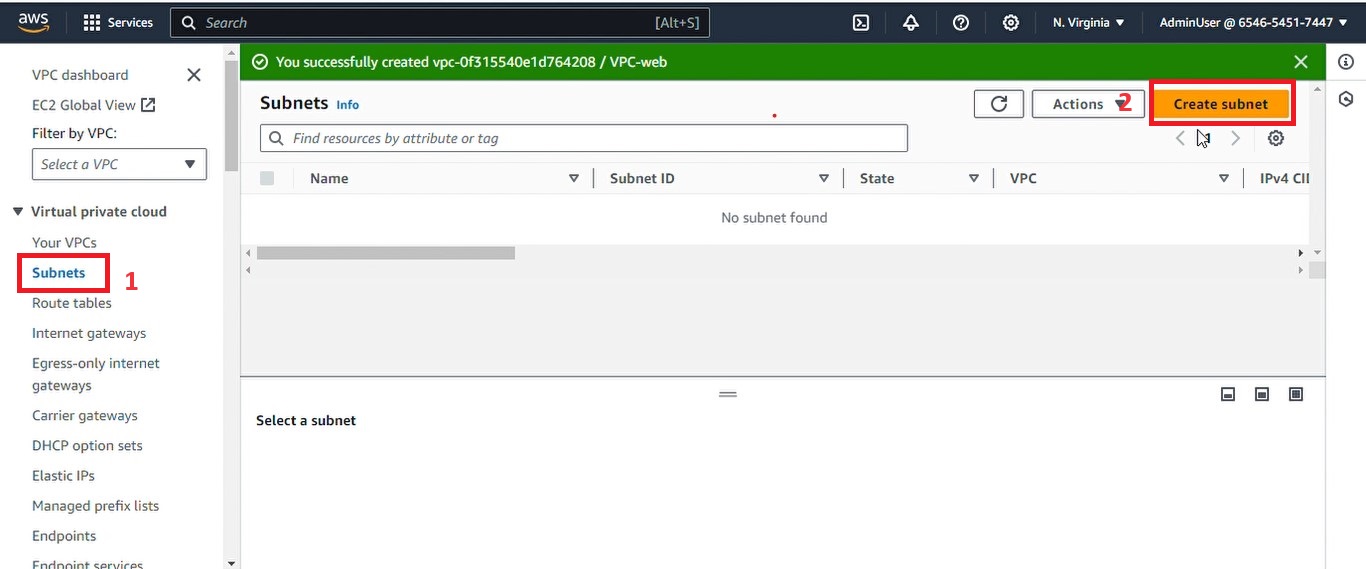 aws Services Search [Alt+S] N. Virginia AdminUser @ 6546-5451-7447
VPC dashboard
EC2 Global View
Filter by VPC:
Select a VPC
Virtual private cloud
Your VPCs
Subnets 1
Route tables
Internet gateways
Egress-only internet
gateways
Carrier gateways
DHCP option sets
Elastic IPs
Managed prefix lists
Endpoints
Endpoint services
You successfully created vpc-0f315540e1d764208 / VPC-web
Subnets Info Actions 2 Create subnet
Find resources by attribute or tag
Name Subnet ID State VPC IPv4
No subnet found
Select a subnet